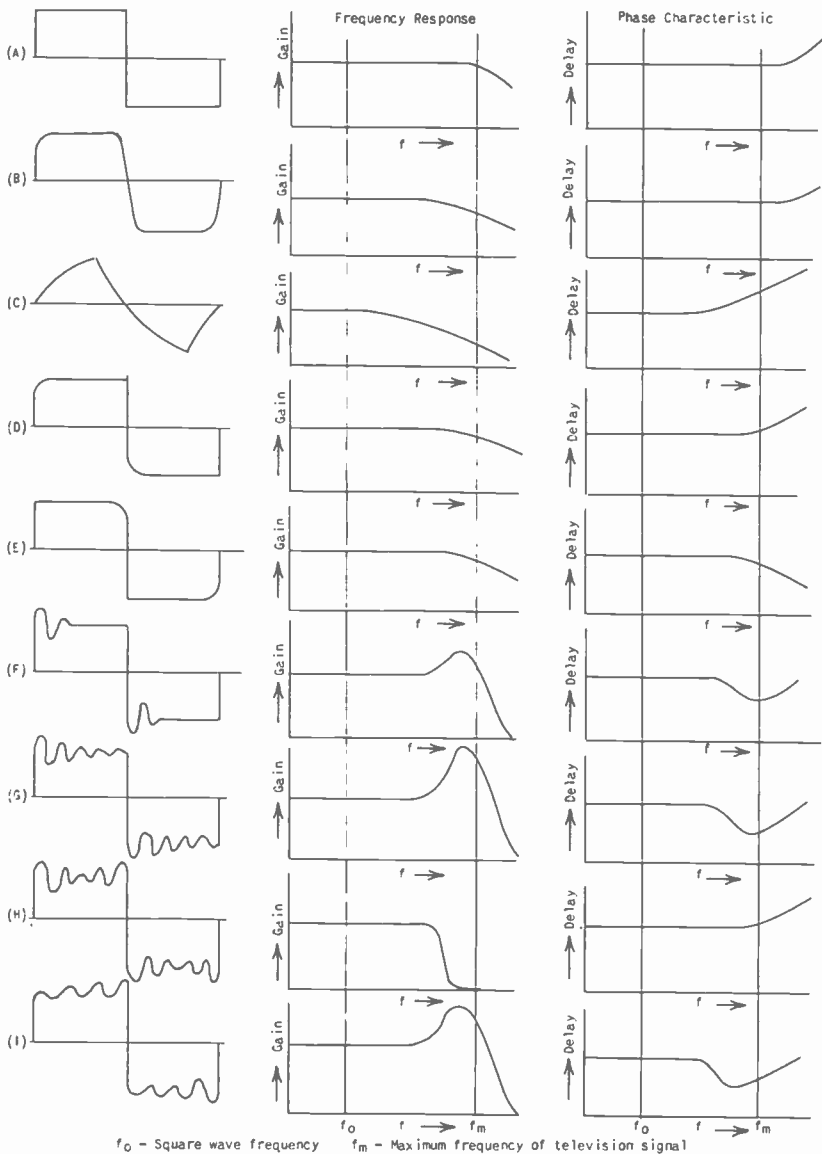 Frequency Response
Phase Characteristic
(A)
Gain
Delay
f
f
(B)
Gain
Delay
f
f
(C)
Gain
Delay
f
f
(D)
Gain
Delay
f
f
(E)
Gain
Delay
f
f
(F)
Gain
Delay
f
f
(G)
Gain
Delay
f
f
(H)
Gain
Delay
f
f
(I)
Gain
Delay
fo f fm
fo f fm
fo - Square wave frequency fm - Maximum frequency of television signal